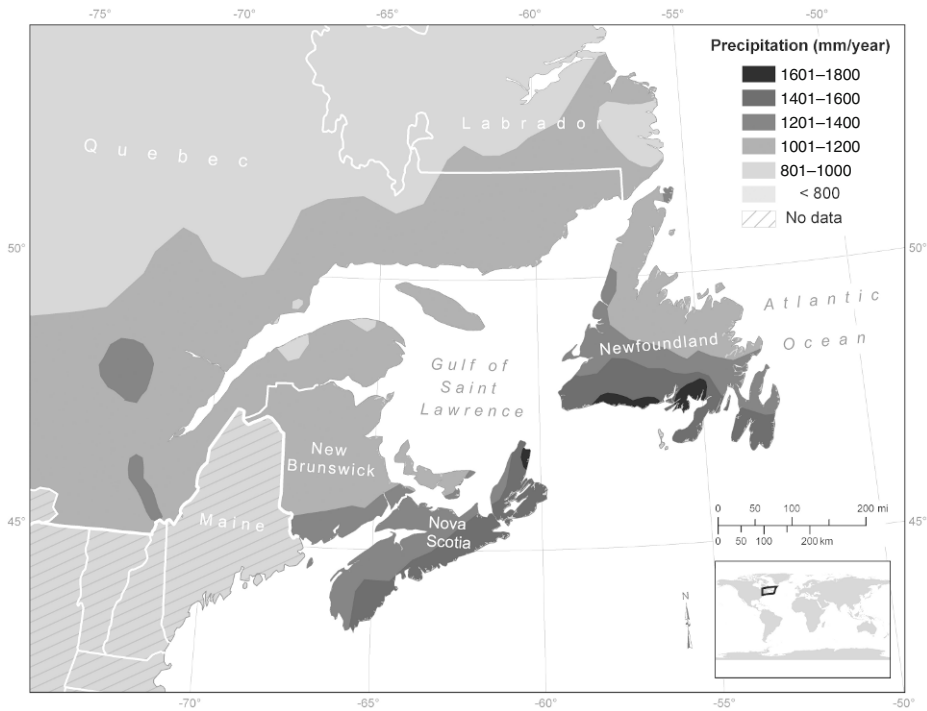 -75°
-70°
-65°
-60°
-55°
-50°
Precipitation (mm/year)
1601–1800
1401–1600
1201–1400
1001–1200
801–1000
< 800
No data
Labrador
Quebec
50°
50°
Atlantic
Ocean
Newfoundland
Gulf of
Saint
Lawrence
New
Brunswick
Maine
Nova
Scotia
45°
45°
0 50 100 200 mi
0 50 100 200 km
N
-70°
-65°
-60°
-55°
-50°